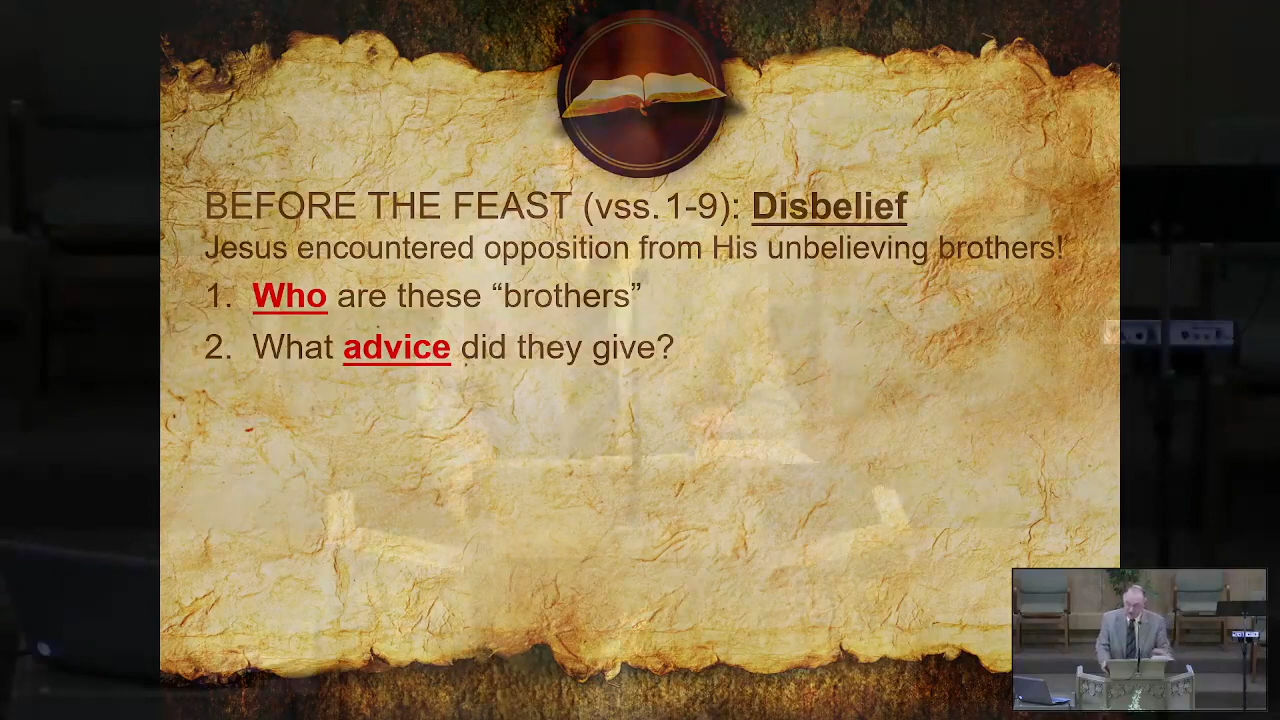 BEFORE THE FEAST (vss. 1-9): Disbelief
Jesus encountered opposition from His unbelieving brothers!
1. Who are these “brothers”
2. What advice did they give?